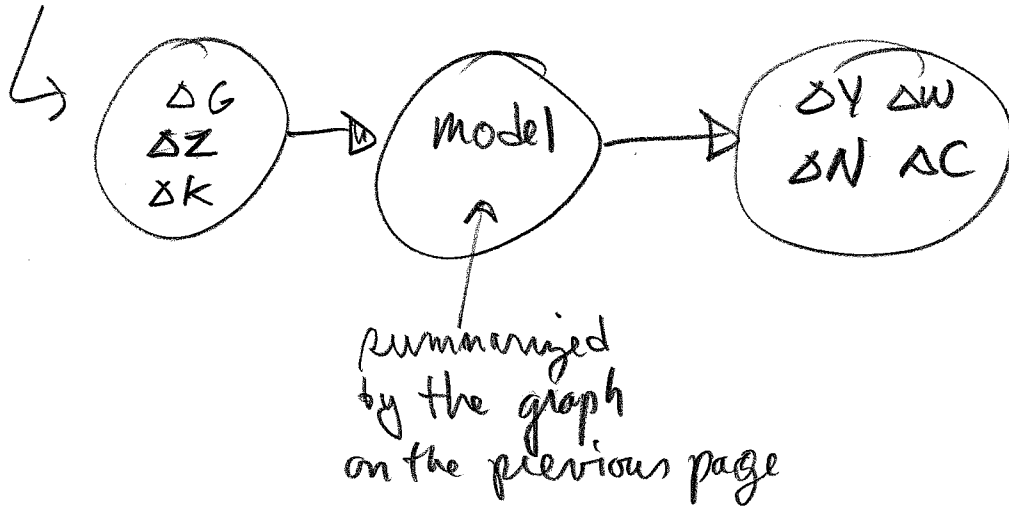 ΔG
ΔZ
ΔK
model
ΔY ΔW
ΔN ΔC
summarized
by the graph
on the previous page